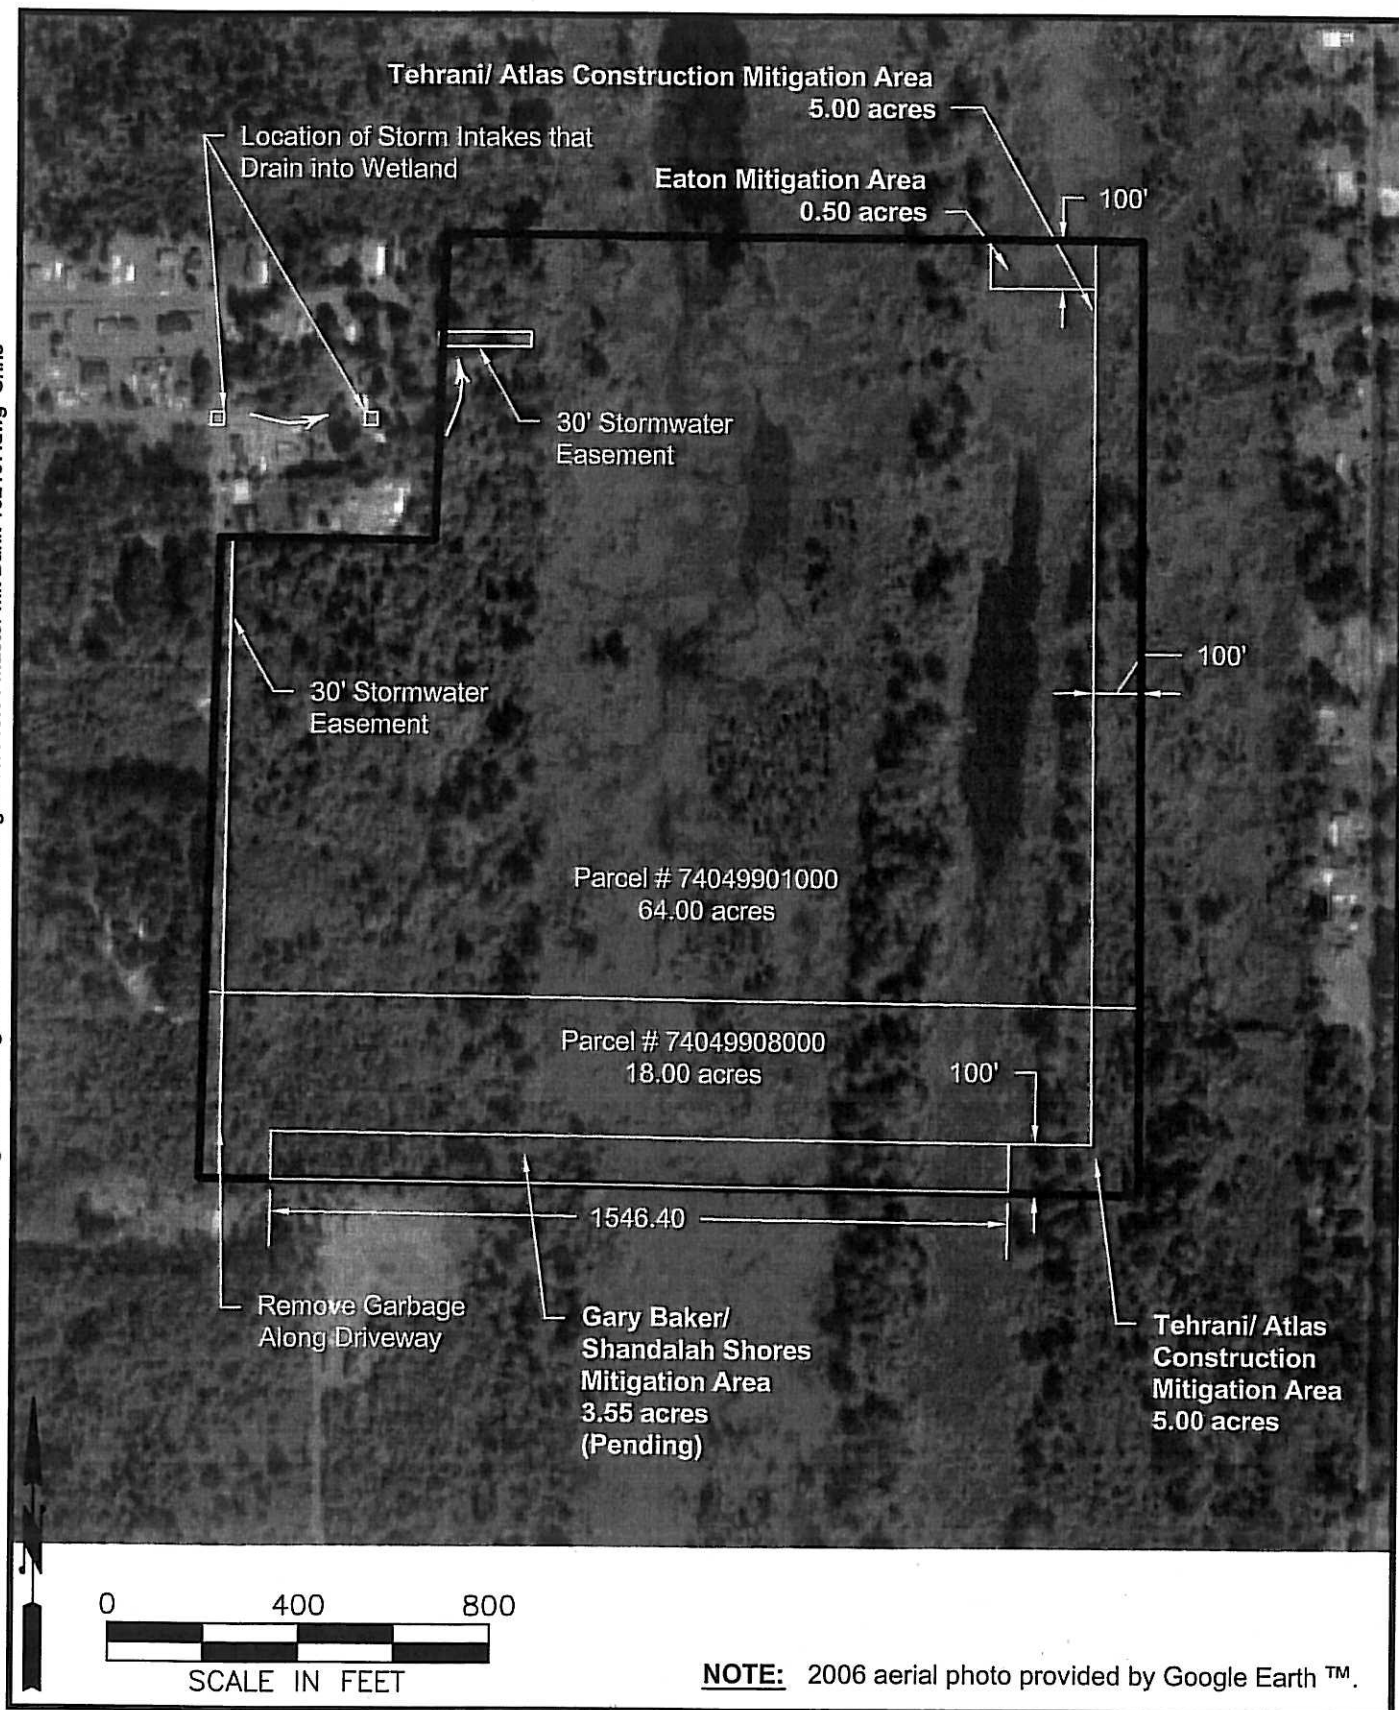 Tehrani/ Atlas Construction Mitigation Area
5.00 acres
Location of Storm Intakes that
Drain into Wetland
Eaton Mitigation Area
0.50 acres
100'
30' Stormwater
Easement
100'
30' Stormwater
Easement
Parcel # 74049901000
64.00 acres
Parcel # 74049908000
18.00 acres
100'
1546.40
Remove Garbage
Along Driveway
Gary Baker/
Shandalah Shores
Mitigation Area
3.55 acres
(Pending)
Tehrani/ Atlas
Construction
Mitigation Area
5.00 acres
N
0 400 800
SCALE IN FEET
NOTE: 2006 aerial photo provided by Google Earth ™.